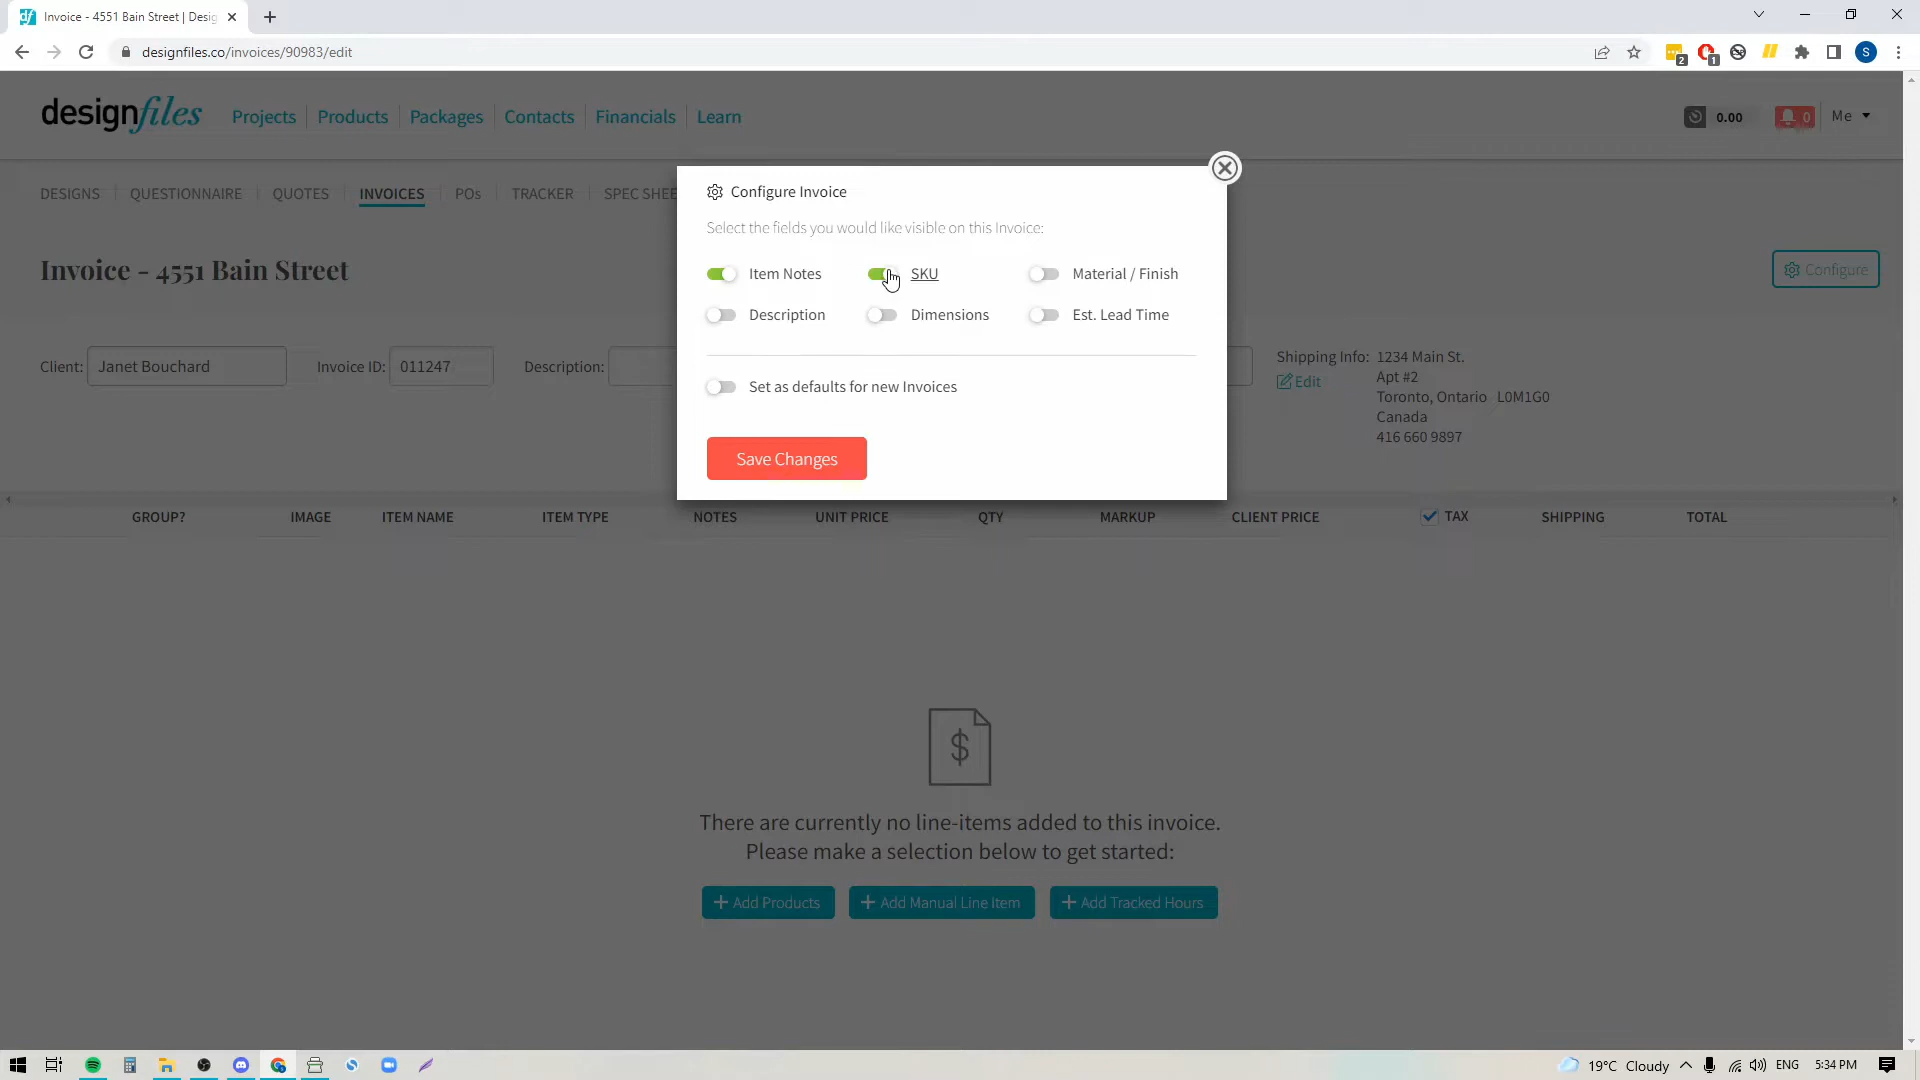 Invoice - 4551 Bain Street | Desig
designfiles.co/invoices/90983/edit
2
1
S
designfiles
Projects
Products
Packages
Contacts
Financials
Learn
0.00
0
Me
DESIGNS
QUESTIONNAIRE
QUOTES
INVOICES
POs
TRACKER
SPEC SHEE
Invoice - 4551 Bain Street
Configure
Configure Invoice
Select the fields you would like visible on this Invoice:
Item Notes
SKU
Material / Finish
Description
Dimensions
Est. Lead Time
Set as defaults for new Invoices
Save Changes
Client: Janet Bouchard
Invoice ID: 011247
Description:
Shipping Info: 1234 Main St.
Edit
Apt #2
Toronto, Ontario L0M1G0
Canada
416 660 9897
GROUP?
IMAGE
ITEM NAME
ITEM TYPE
NOTES
UNIT PRICE
QTY
MARKUP
CLIENT PRICE
TAX
SHIPPING
TOTAL
$
There are currently no line-items added to this invoice.
Please make a selection below to get started:
Add Products
Add Manual Line Item
Add Tracked Hours
19°C Cloudy
ENG
5:34 PM